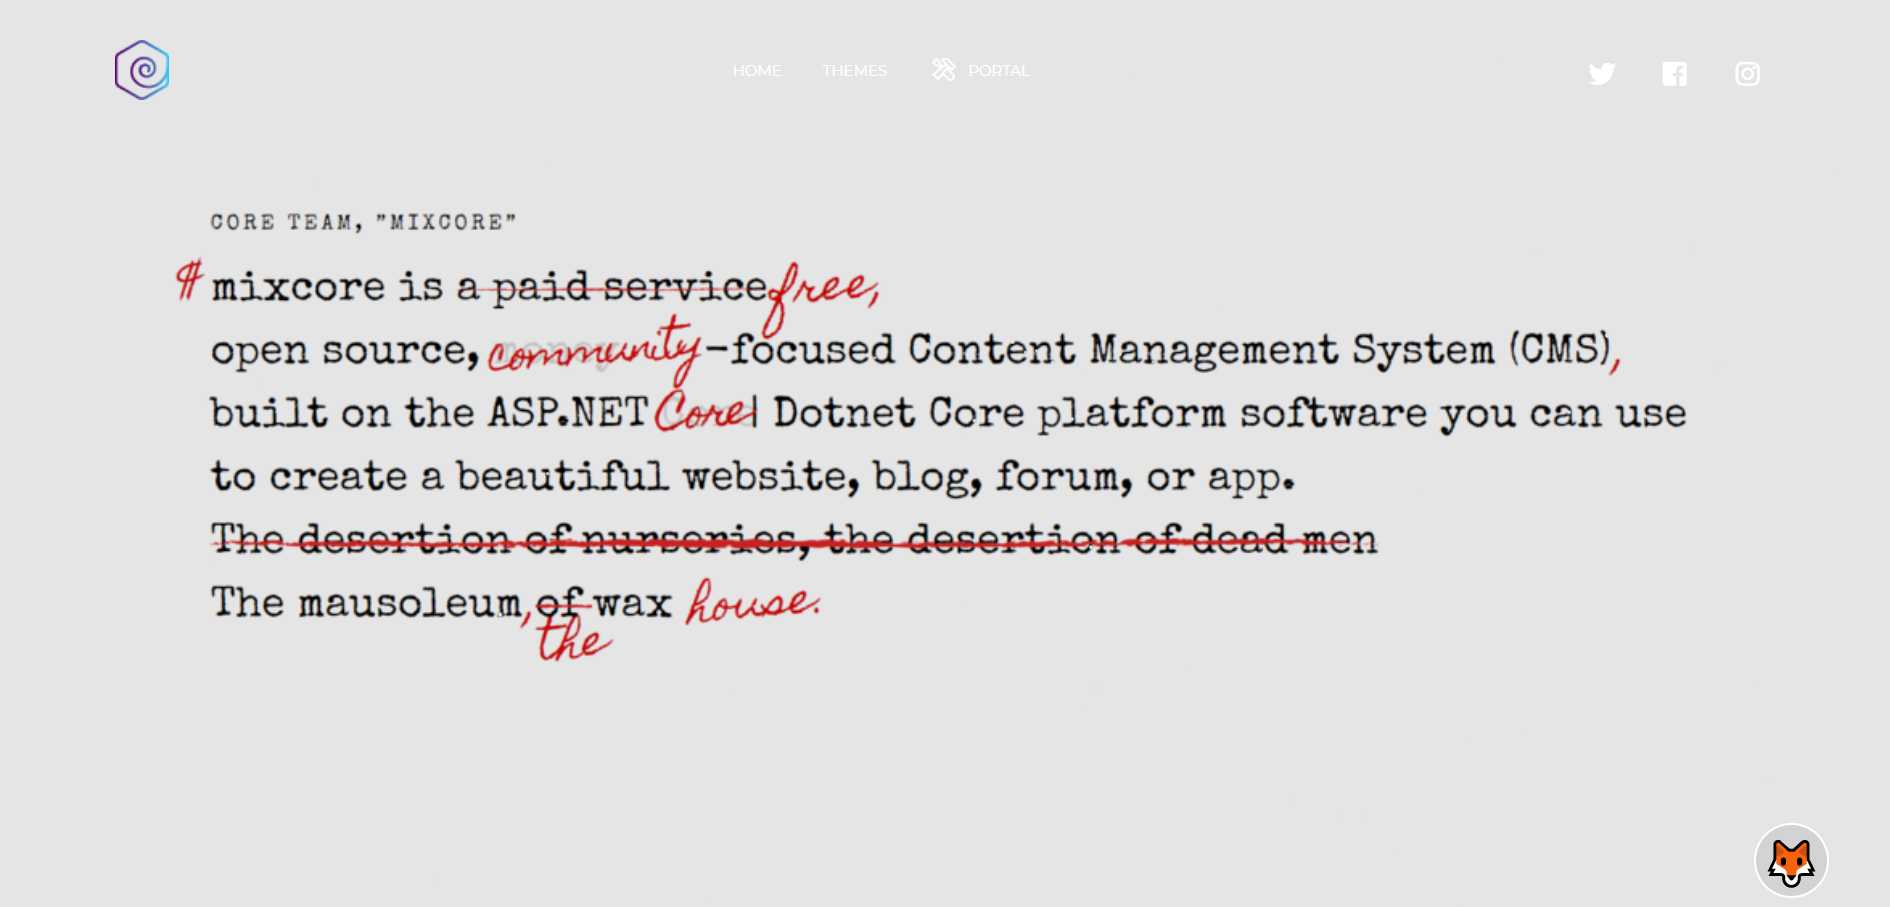 HOME THEMES PORTAL
CORE TEAM, "MIXCORE"
# mixcore is a paid service free,
open source, community-focused Content Management System (CMS),
built on the ASP.NET Core| Dotnet Core platform software you can use
to create a beautiful website, blog, forum, or app.
The desertion of nurseries, the desertion of dead men
The mausoleum, of wax house.
the